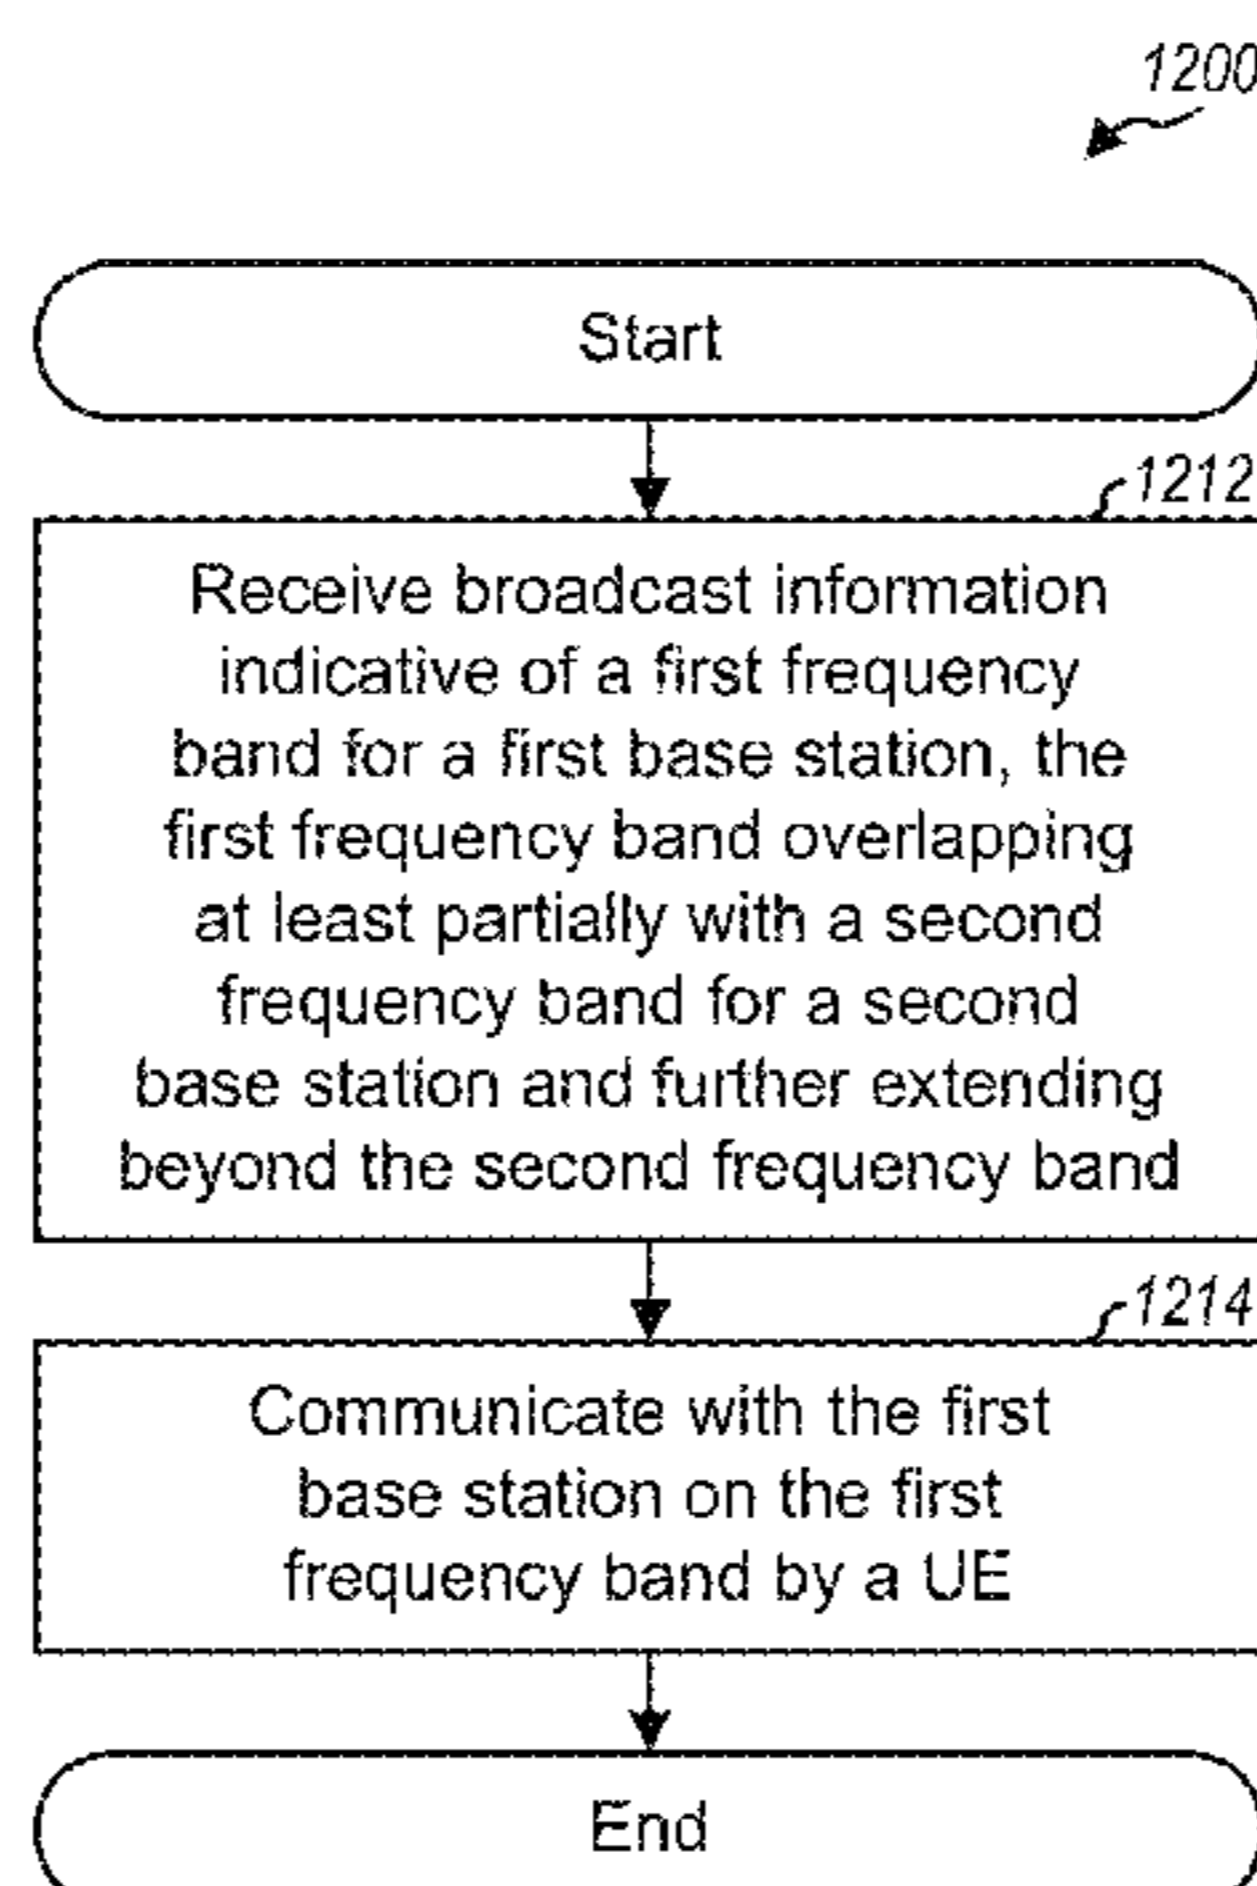 1200
Start
1212
Receive broadcast information
indicative of a first frequency
band for a first base station, the
first frequency band overlapping
at least partially with a second
frequency band for a second
base station and further extending
beyond the second frequency band
1214
Communicate with the first
base station on the first
frequency band by a UE
End